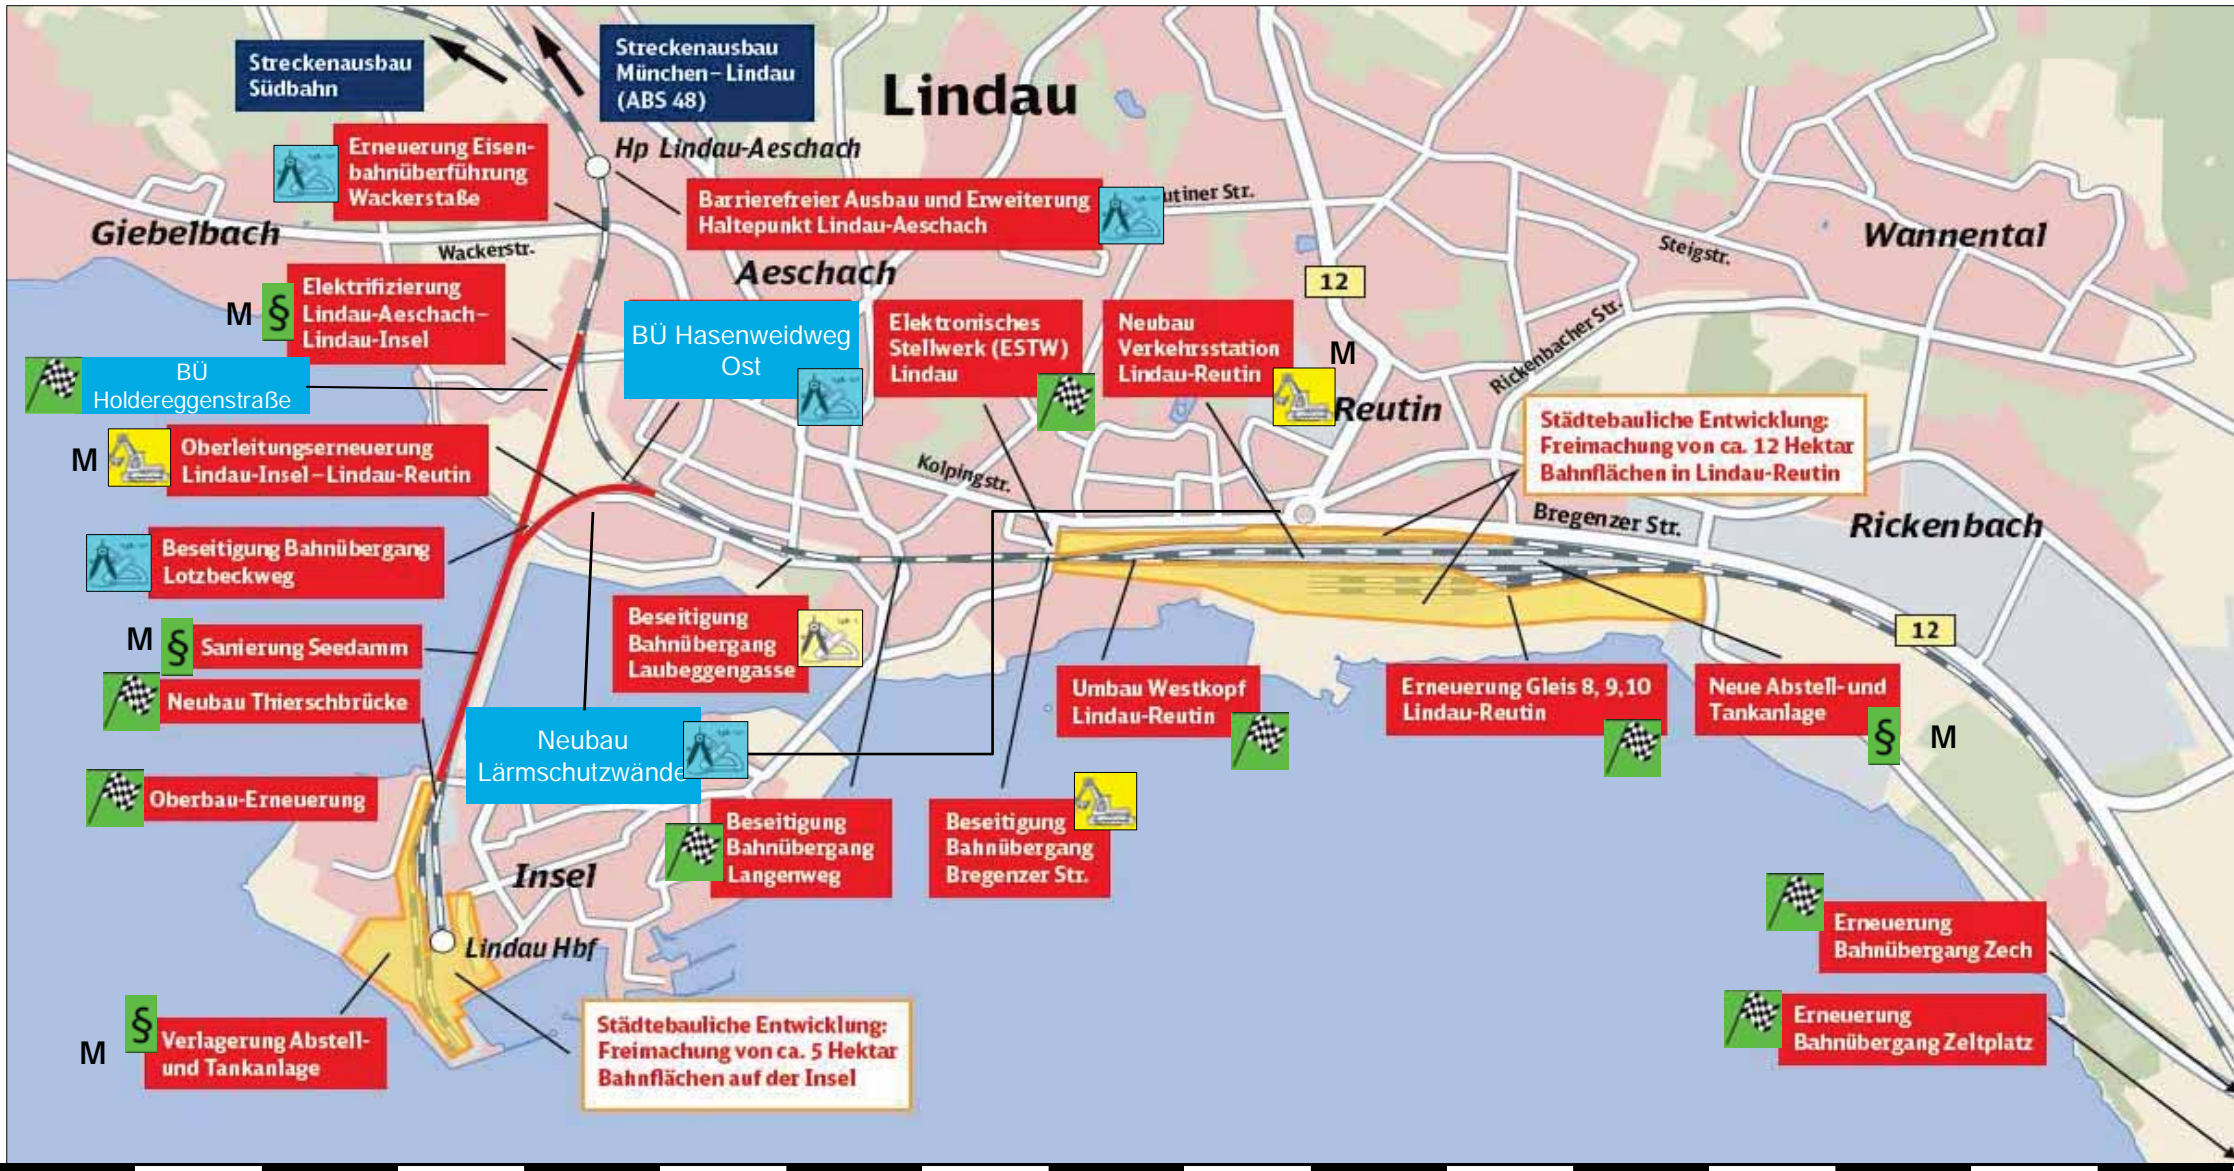 Streckenausbau
Südbahn
Streckenausbau
München – Lindau
(ABS 48)
Lindau
Hp Lindau-Aeschach
Erneuerung Eisen-
bahnüberführung
Wackerstaße
Barrierefreier Ausbau und Erweiterung
Haltepunkt Lindau-Aeschach
utiner Str.
Giebelbach
Wackerstr.
Aeschach
Steigstr.
Wannental
12
M
§
Elektrifizierung
Lindau-Aeschach –
Lindau-Insel
BÜ Hasenweidweg
Ost
Elektronisches
Stellwerk (ESTW)
Lindau
Neubau
Verkehrsstation
Lindau-Reutin
M
Rickenbacher Str.
BÜ
Holdereggenstraße
Reutin
Städtebauliche Entwicklung:
Freimachung von ca. 12 Hektar
Bahnflächen in Lindau-Reutin
M
Oberleitungserneuerung
Lindau-Insel – Lindau-Reutin
Kolpingstr.
Bregenzer Str.
Rickenbach
Beseitigung Bahnübergang
Lotzbeckweg
M
§
Sanierung Seedamm
Beseitigung
Bahnübergang
Laubeggengasse
12
Neubau Thierschbrücke
Umbau Westkopf
Lindau-Reutin
Erneuerung Gleis 8, 9,10
Lindau-Reutin
Neue Abstell- und
Tankanlage
§
M
Neubau
Lärmschutzwände
Oberbau-Erneuerung
Beseitigung
Bahnübergang
Langenweg
Beseitigung
Bahnübergang
Bregenzer Str.
Insel
Lindau Hbf
Erneuerung
Bahnübergang Zech
M
§
Verlagerung Abstell-
und Tankanlage
Städtebauliche Entwicklung:
Freimachung von ca. 5 Hektar
Bahnflächen auf der Insel
Erneuerung
Bahnübergang Zeltplatz